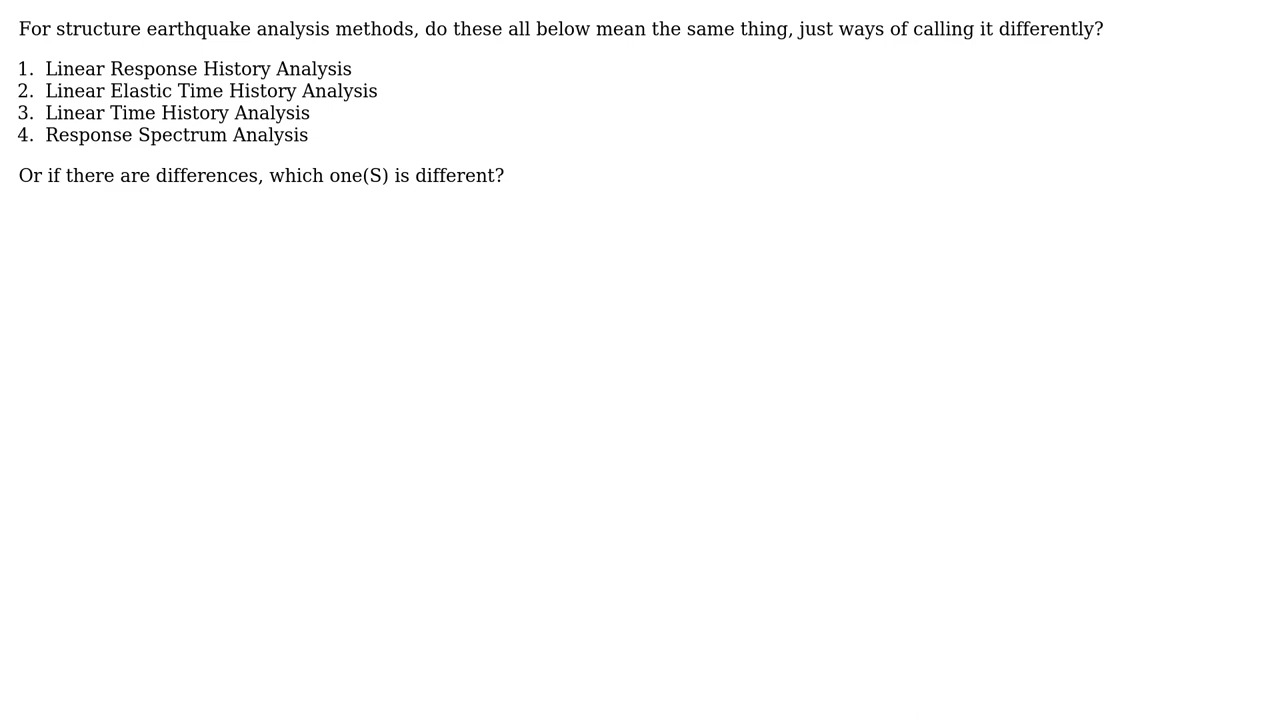 For structure earthquake analysis methods, do these all below mean the same thing, just ways of calling it differently?
1. Linear Response History Analysis
2. Linear Elastic Time History Analysis
3. Linear Time History Analysis
4. Response Spectrum Analysis
Or if there are differences, which one(S) is different?